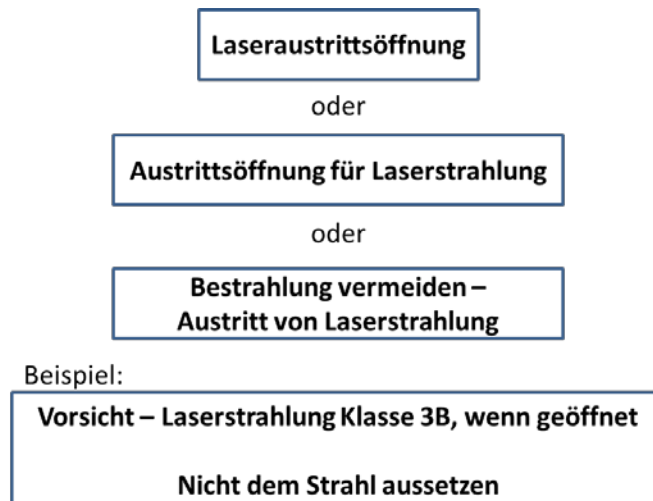 Laseraustrittsöffnung
oder
Austrittsöffnung für Laserstrahlung
oder
Bestrahlung vermeiden –
Austritt von Laserstrahlung
Beispiel:
Vorsicht – Laserstrahlung Klasse 3B, wenn geöffnet
Nicht dem Strahl aussetzen